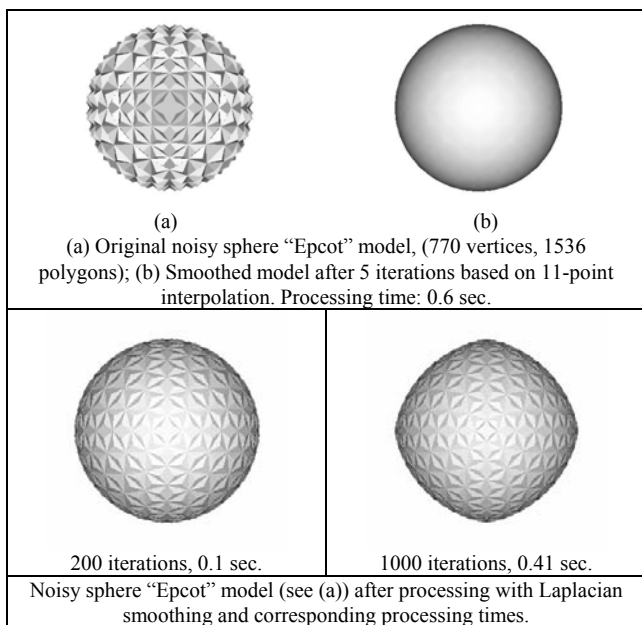 (a)
(b)
(a) Original noisy sphere “Epcot” model, (770 vertices, 1536
polygons); (b) Smoothed model after 5 iterations based on 11-point
interpolation. Processing time: 0.6 sec.
200 iterations, 0.1 sec.
1000 iterations, 0.41 sec.
Noisy sphere “Epcot” model (see (a)) after processing with Laplacian
smoothing and corresponding processing times.